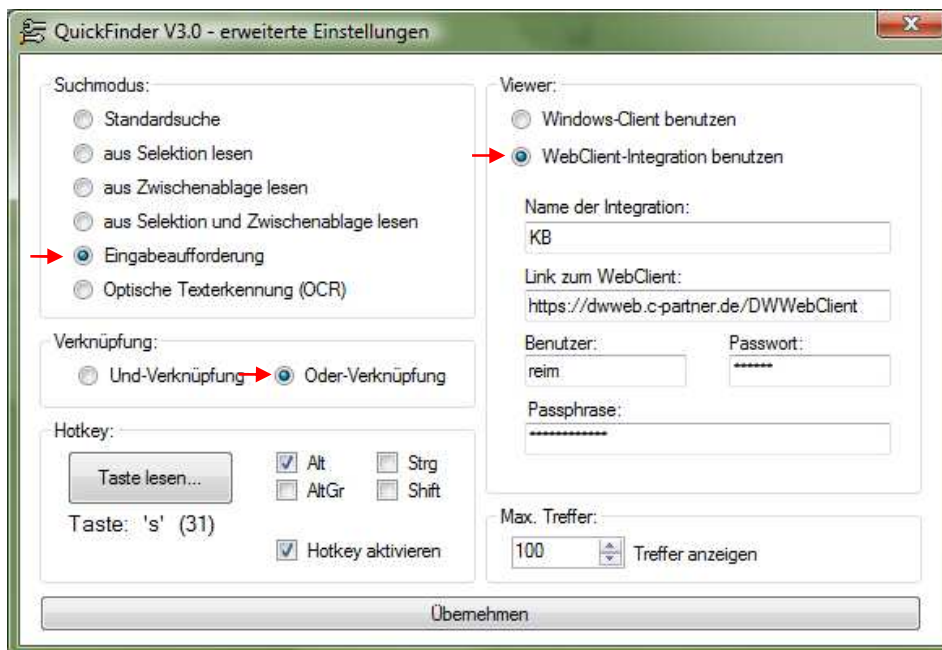 QuickFinder V3.0 - erweiterte Einstellungen
Suchmodus:
Standardsuche
aus Selektion lesen
aus Zwischenablage lesen
aus Selektion und Zwischenablage lesen
Eingabeaufforderung
Optische Texterkennung (OCR)
Verknüpfung:
Und-Verknüpfung
Oder-Verknüpfung
Hotkey:
Taste lesen...
Alt
Strg
AltGr
Shift
Taste: 's' (31)
Hotkey aktivieren
Viewer:
Windows-Client benutzen
WebClient-Integration benutzen
Name der Integration:
KB
Link zum WebClient:
https://dwweb.c-partner.de/DWWebClient
Benutzer:
Passwort:
reim
******
Passphrase:
************
Max. Treffer:
100
Treffer anzeigen
Übernehmen